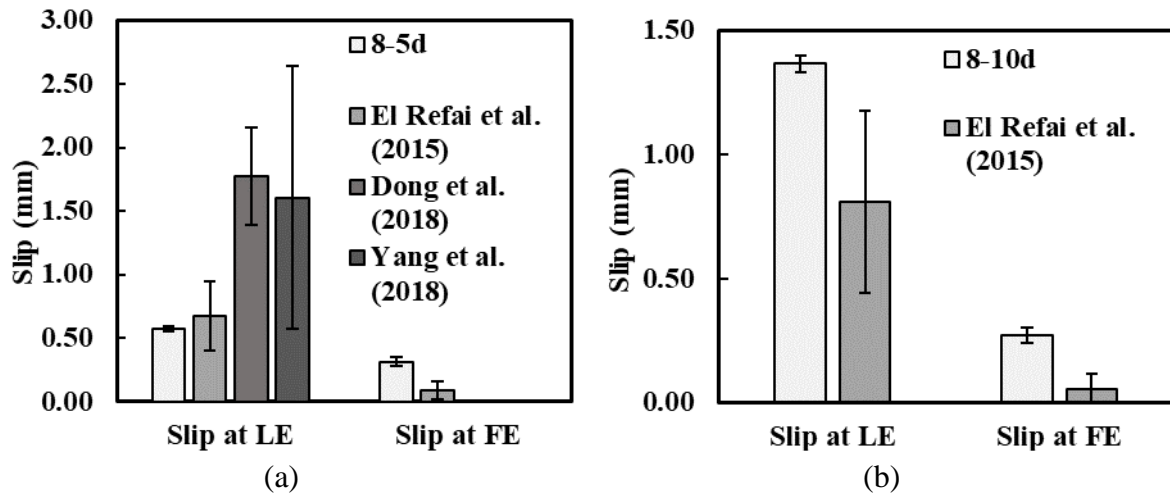 3.00
2.50
2.00
1.50
1.00
0.50
0.00
Slip (mm)
8-5d
El Refai et al.
(2015)
Dong et al.
(2018)
Yang et al.
(2018)
Slip at LE
Slip at FE
(a)
1.50
1.00
0.50
0.00
Slip (mm)
8-10d
El Refai et al.
(2015)
Slip at LE
Slip at FE
(b)